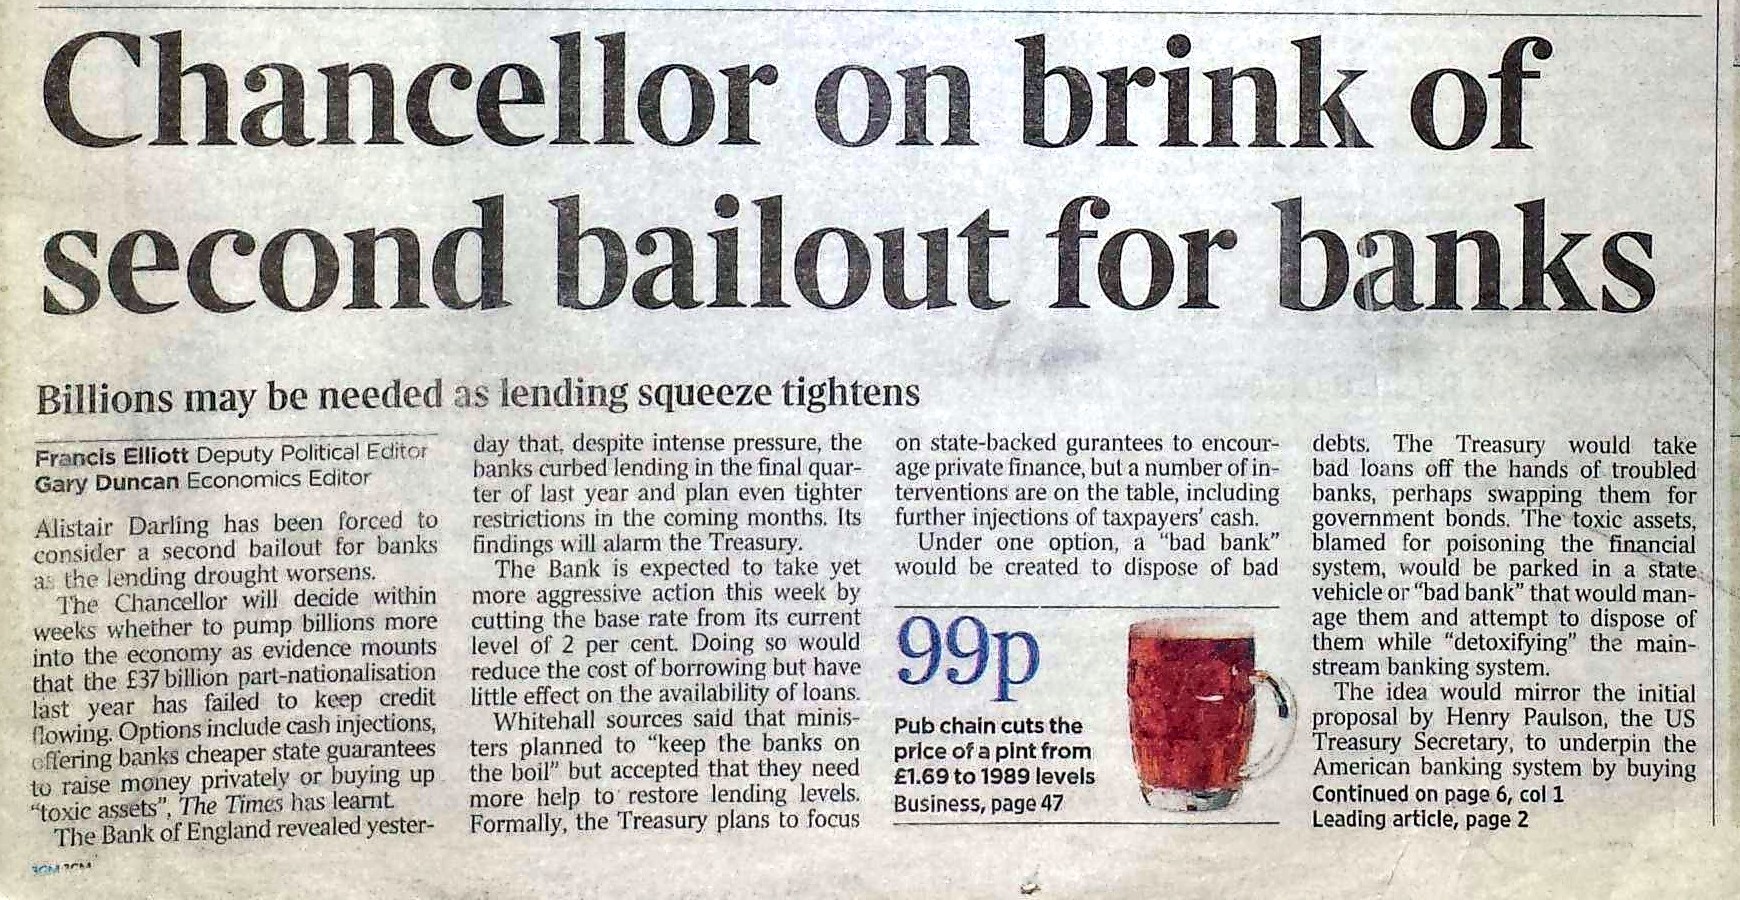 Chancellor on brink of
second bailout for banks
Billions may be needed as lending squeeze tightens
Francis Elliott Deputy Political Editor
Gary Duncan Economics Editor
Alistair Darling has been forced to
consider a second bailout for banks
as the lending drought worsens.
The Chancellor will decide within
weeks whether to pump billions more
into the economy as evidence mounts
that the £37 billion part-nationalisation
last year has failed to keep credit
flowing. Options include cash injections,
offering banks cheaper state guarantees
to raise money privately or buying up
“toxic assets”, The Times has learnt.
The Bank of England revealed yester-
day that, despite intense pressure, the
banks curbed lending in the final quar-
ter of last year and plan even tighter
restrictions in the coming months. Its
findings will alarm the Treasury.
The Bank is expected to take yet
more aggressive action this week by
cutting the base rate from its current
level of 2 per cent. Doing so would
reduce the cost of borrowing but have
little effect on the availability of loans.
Whitehall sources said that minis-
ters planned to “keep the banks on
the boil” but accepted that they need
more help to restore lending levels.
Formally, the Treasury plans to focus
on state-backed gurantees to encour-
age private finance, but a number of in-
terventions are on the table, including
further injections of taxpayers’ cash.
Under one option, a “bad bank”
would be created to dispose of bad
99p
Pub chain cuts the
price of a pint from
£1.69 to 1989 levels
Business, page 47
debts. The Treasury would take
bad loans off the hands of troubled
banks, perhaps swapping them for
government bonds. The toxic assets,
blamed for poisoning the financial
system, would be parked in a state
vehicle or “bad bank” that would man-
age them and attempt to dispose of
them while “detoxifying” the main-
stream banking system.
The idea would mirror the initial
proposal by Henry Paulson, the US
Treasury Secretary, to underpin the
American banking system by buying
Continued on page 6, col 1
Leading article, page 2